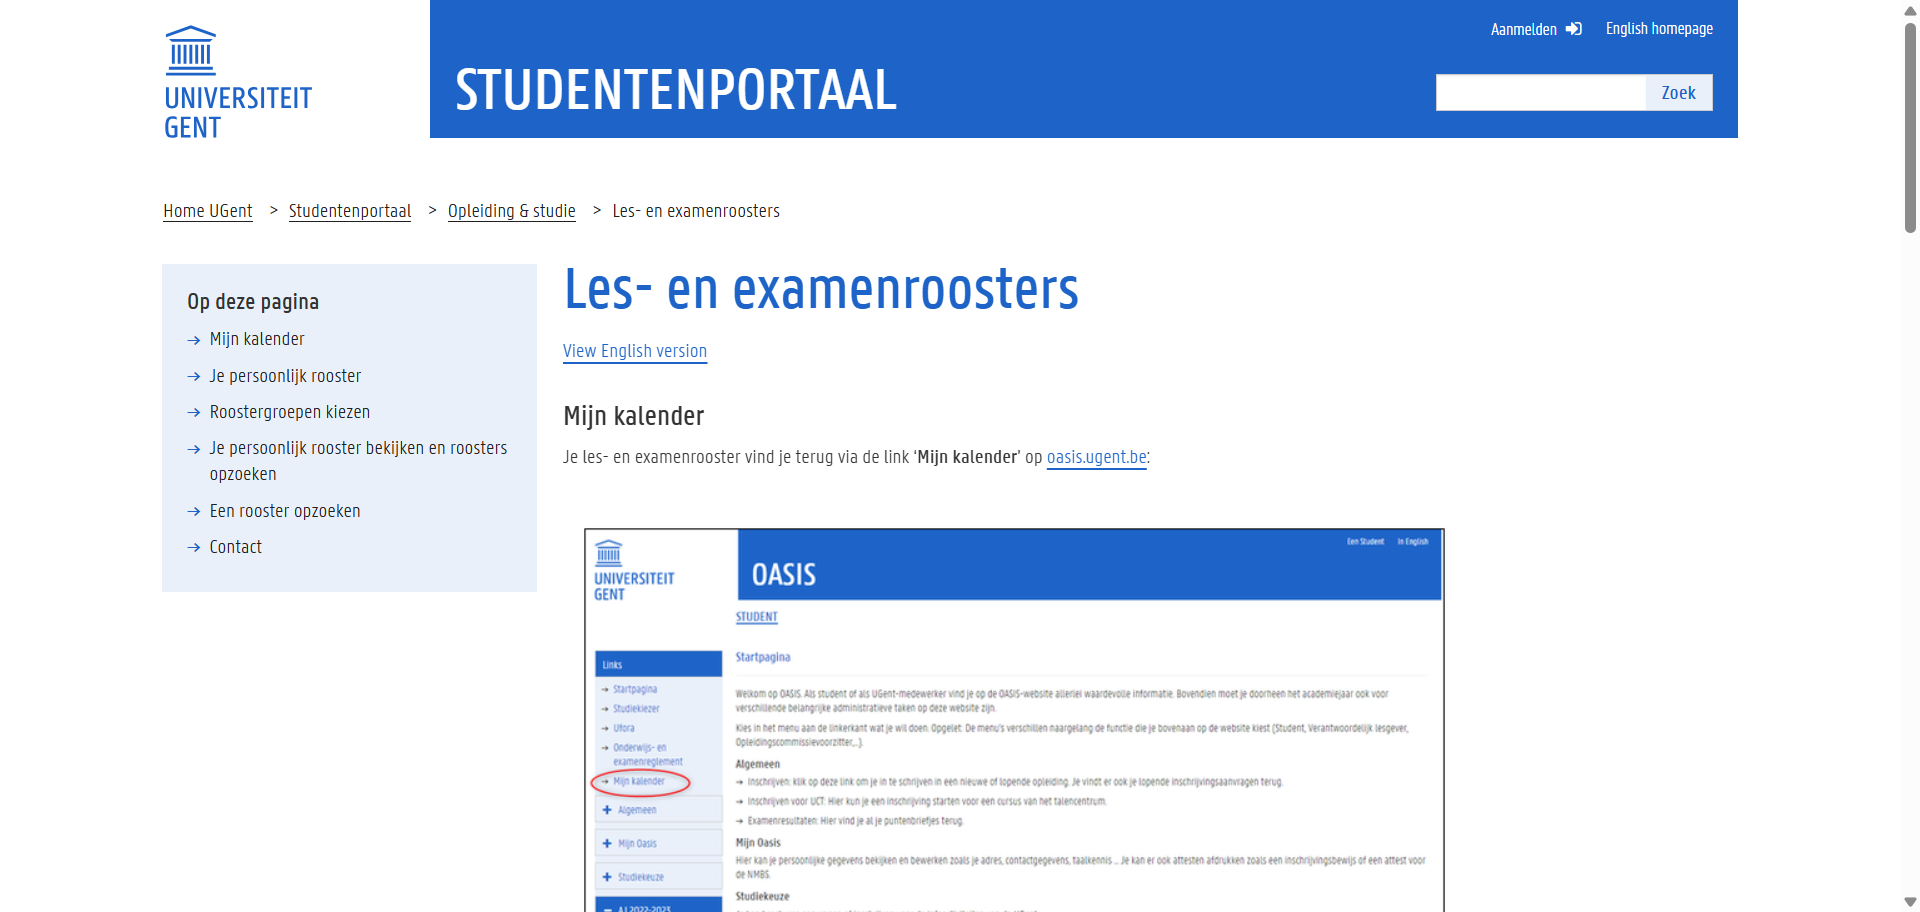 UNIVERSITEIT
GENT
STUDENTENPORTAAL
Aanmelden
English homepage
Zoek
Home UGent > Studentenportaal > Opleiding & studie > Les- en examenroosters
Op deze pagina
Mijn kalender
Je persoonlijk rooster
Roostergroepen kiezen
Je persoonlijk rooster bekijken en roosters
opzoeken
Een rooster opzoeken
Contact
Les- en examenroosters
View English version
Mijn kalender
Je les- en examenrooster vind je terug via de link ‘Mijn kalender’ op oasis.ugent.be:
UNIVERSITEIT
GENT
OASIS
Een Student In English
STUDENT
Links
Startpagina
Studiekiezer
Ufora
Onderwijs- en
examenreglement
Mijn kalender
Algemeen
Mijn Oasis
Studiekeuze
AJ 2022-2023
Startpagina
Welkom op OASIS. Als student of als UGent-medewerker vind je op de OASIS-website allerlei waardevolle informatie. Bovendien moet je doorheen het academiejaar ook voor
verschillende belangrijke administratieve taken op deze website zijn.
Kies in het menu aan de linkerkant wat je wil doen. Opgelet: De menu's verschillen naargelang de functie die je bovenaan op de website kiest (Student, Verantwoordelijk lesgever,
Opleidingscommissievoorzitter,...).
Algemeen
Inschrijven: klik op deze link om je in te schrijven in een nieuwe of lopende opleiding. Je vindt er ook je lopende inschrijvingsaanvragen terug.
Inschrijven voor UCT: Hier kun je een inschrijving starten voor een cursus van het talencentrum.
Examenresultaten: Hier vind je al je puntenbriefjes terug.
Mijn Oasis
Hier kan je persoonlijke gegevens bekijken en bewerken zoals je adres, contactgegevens, taalkennis ... Je kan er ook attesten afdrukken zoals een inschrijvingsbewijs of een attest voor
de NMBS.
Studiekeuze